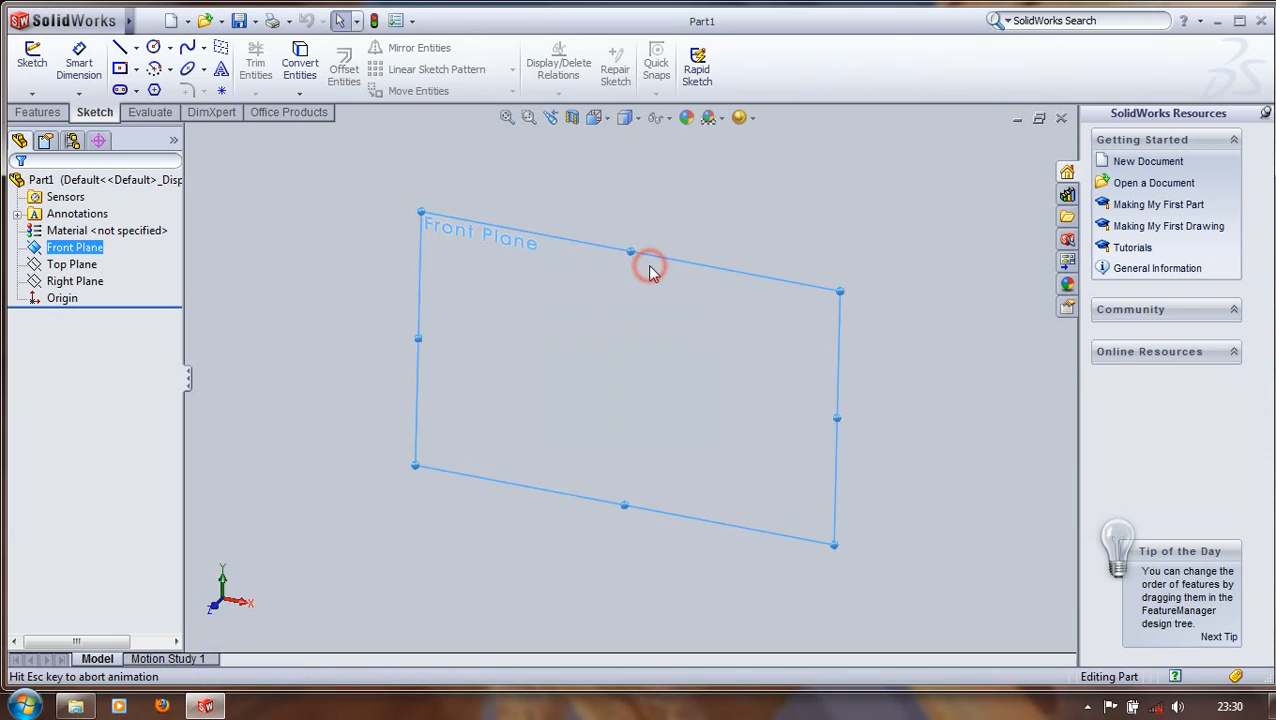 SolidWorks
Part1
SolidWorks Search
Sketch
Smart Dimension
Trim Entities
Convert Entities
Offset Entities
Mirror Entities
Linear Sketch Pattern
Move Entities
Display/Delete Relations
Repair Sketch
Quick Snaps
Rapid Sketch
Features
Sketch
Evaluate
DimXpert
Office Products
SolidWorks Resources
Part1 (Default<<Default>_Disp
Sensors
Annotations
Material <not specified>
Front Plane
Top Plane
Right Plane
Origin
Front Plane
Y
X
Z
Getting Started
New Document
Open a Document
Making My First Part
Making My First Drawing
Tutorials
General Information
Community
Online Resources
Tip of the Day
You can change the
order of features by
dragging them in the
FeatureManager
design tree.
Next Tip
Model
Motion Study 1
Hit Esc key to abort animation
Editing Part
23:30